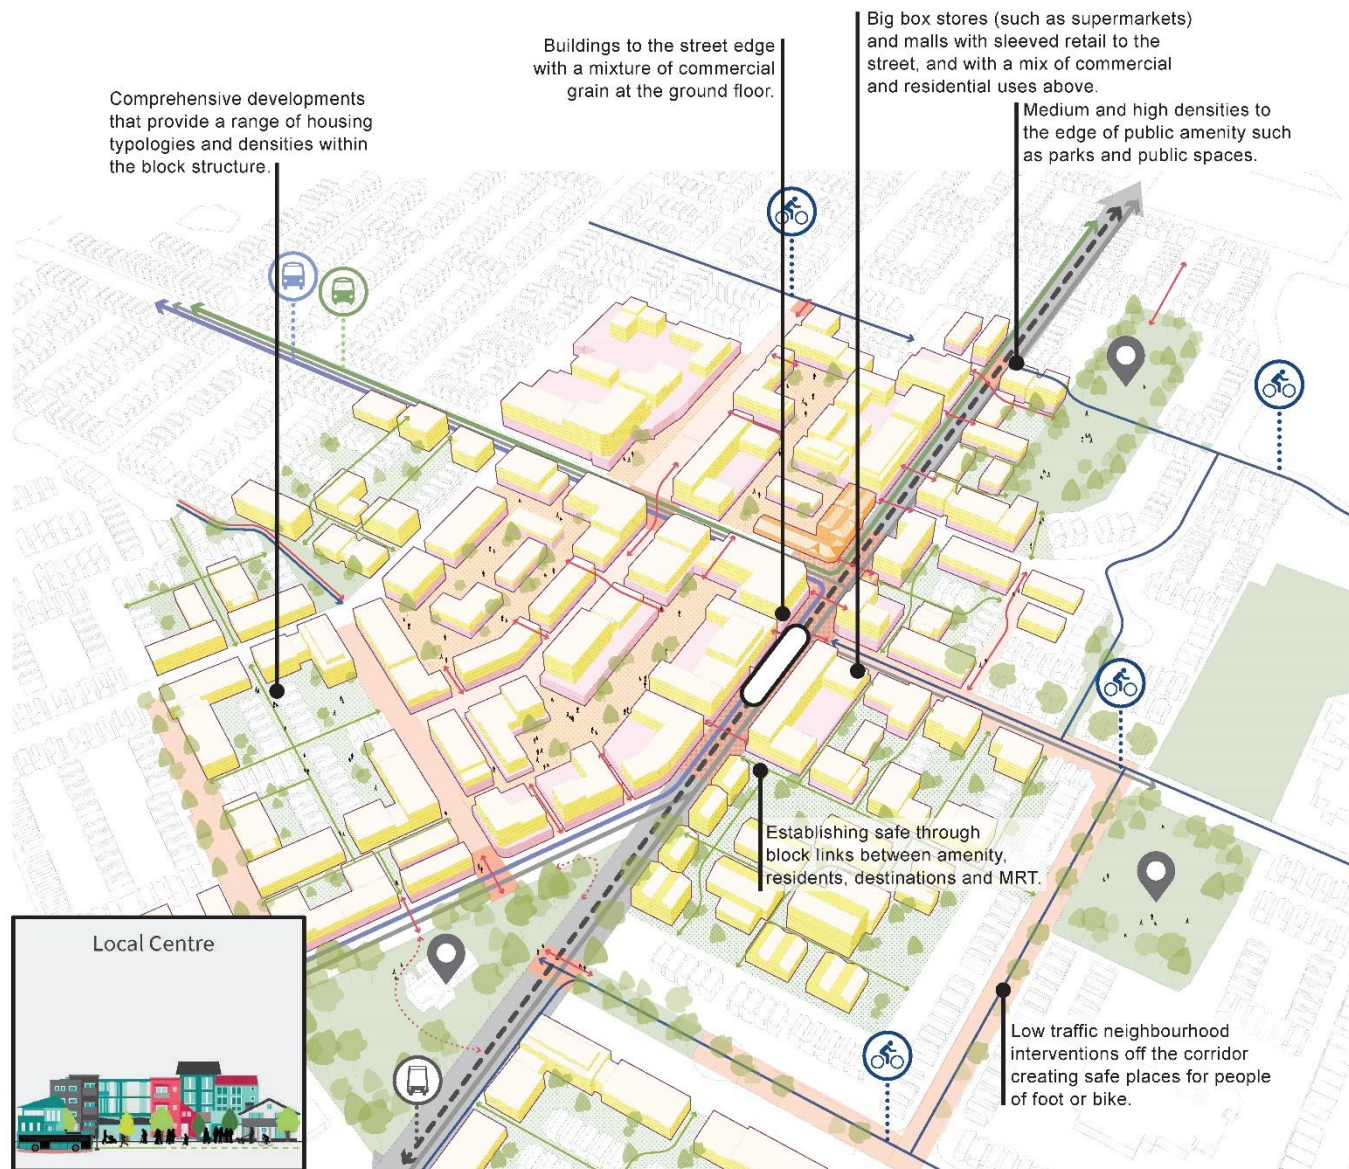 Big box stores (such as supermarkets)
and malls with sleeved retail to the
street, and with a mix of commercial
and residential uses above.
Buildings to the street edge
with a mixture of commercial
grain at the ground floor.
Comprehensive developments
that provide a range of housing
typologies and densities within
the block structure.
Medium and high densities to
the edge of public amenity such
as parks and public spaces.
Establishing safe through
block links between amenity,
residents, destinations and MRT.
Local Centre
Low traffic neighbourhood
interventions off the corridor
creating safe places for people
of foot or bike.